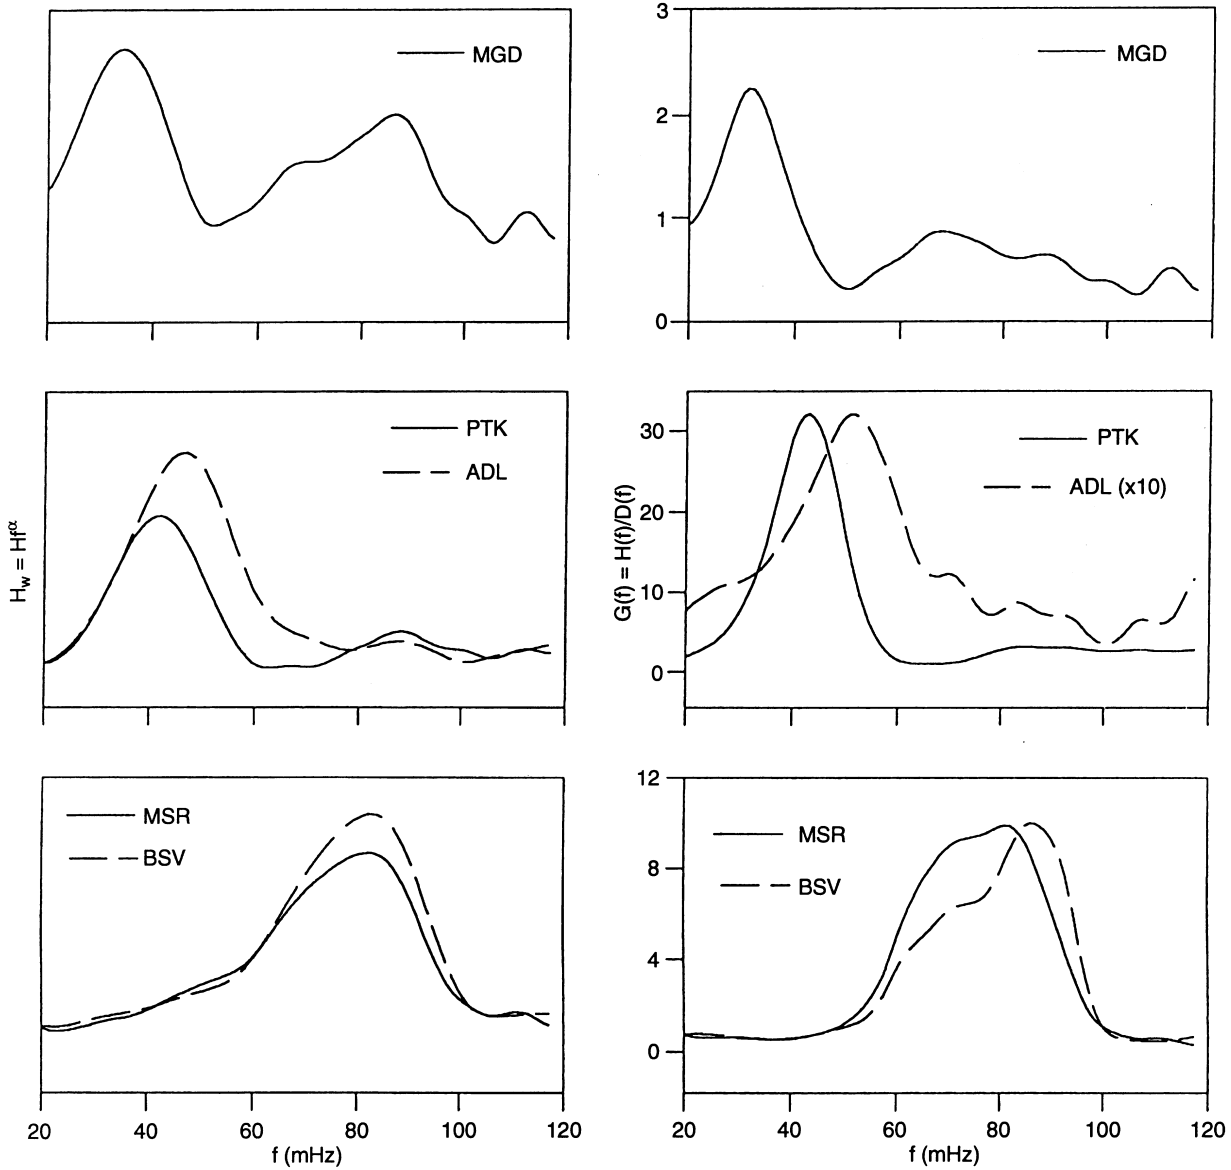 MGD
3
2
1
0
MGD
H_w = Hf^α
PTK
ADL
G(f) = H(f)/D(f)
30
20
10
0
PTK
ADL (x10)
MSR
BSV
20 40 60 80 100 120
f (mHz)
12
8
4
0
MSR
BSV
20 40 60 80 100 120
f (mHz)